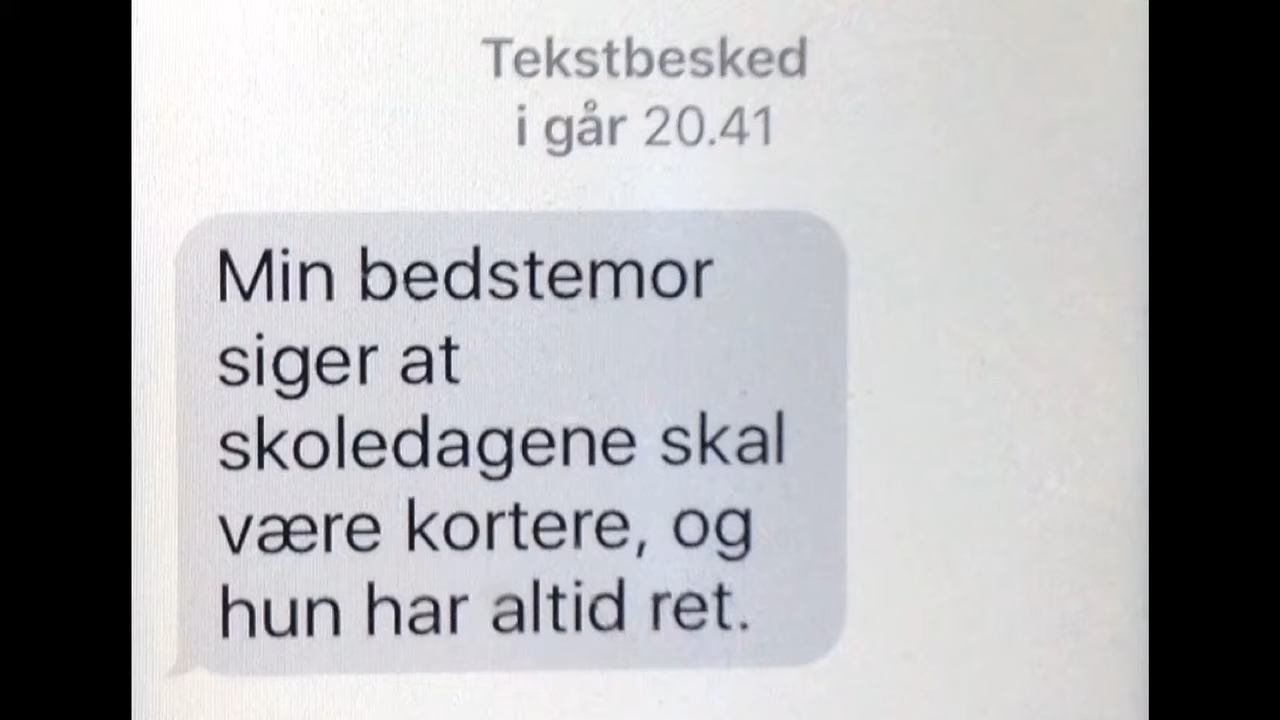 Tekstbesked
i går 20.41
Min bedstemor
siger at
skoledagene skal
være kortere, og
hun har altid ret.